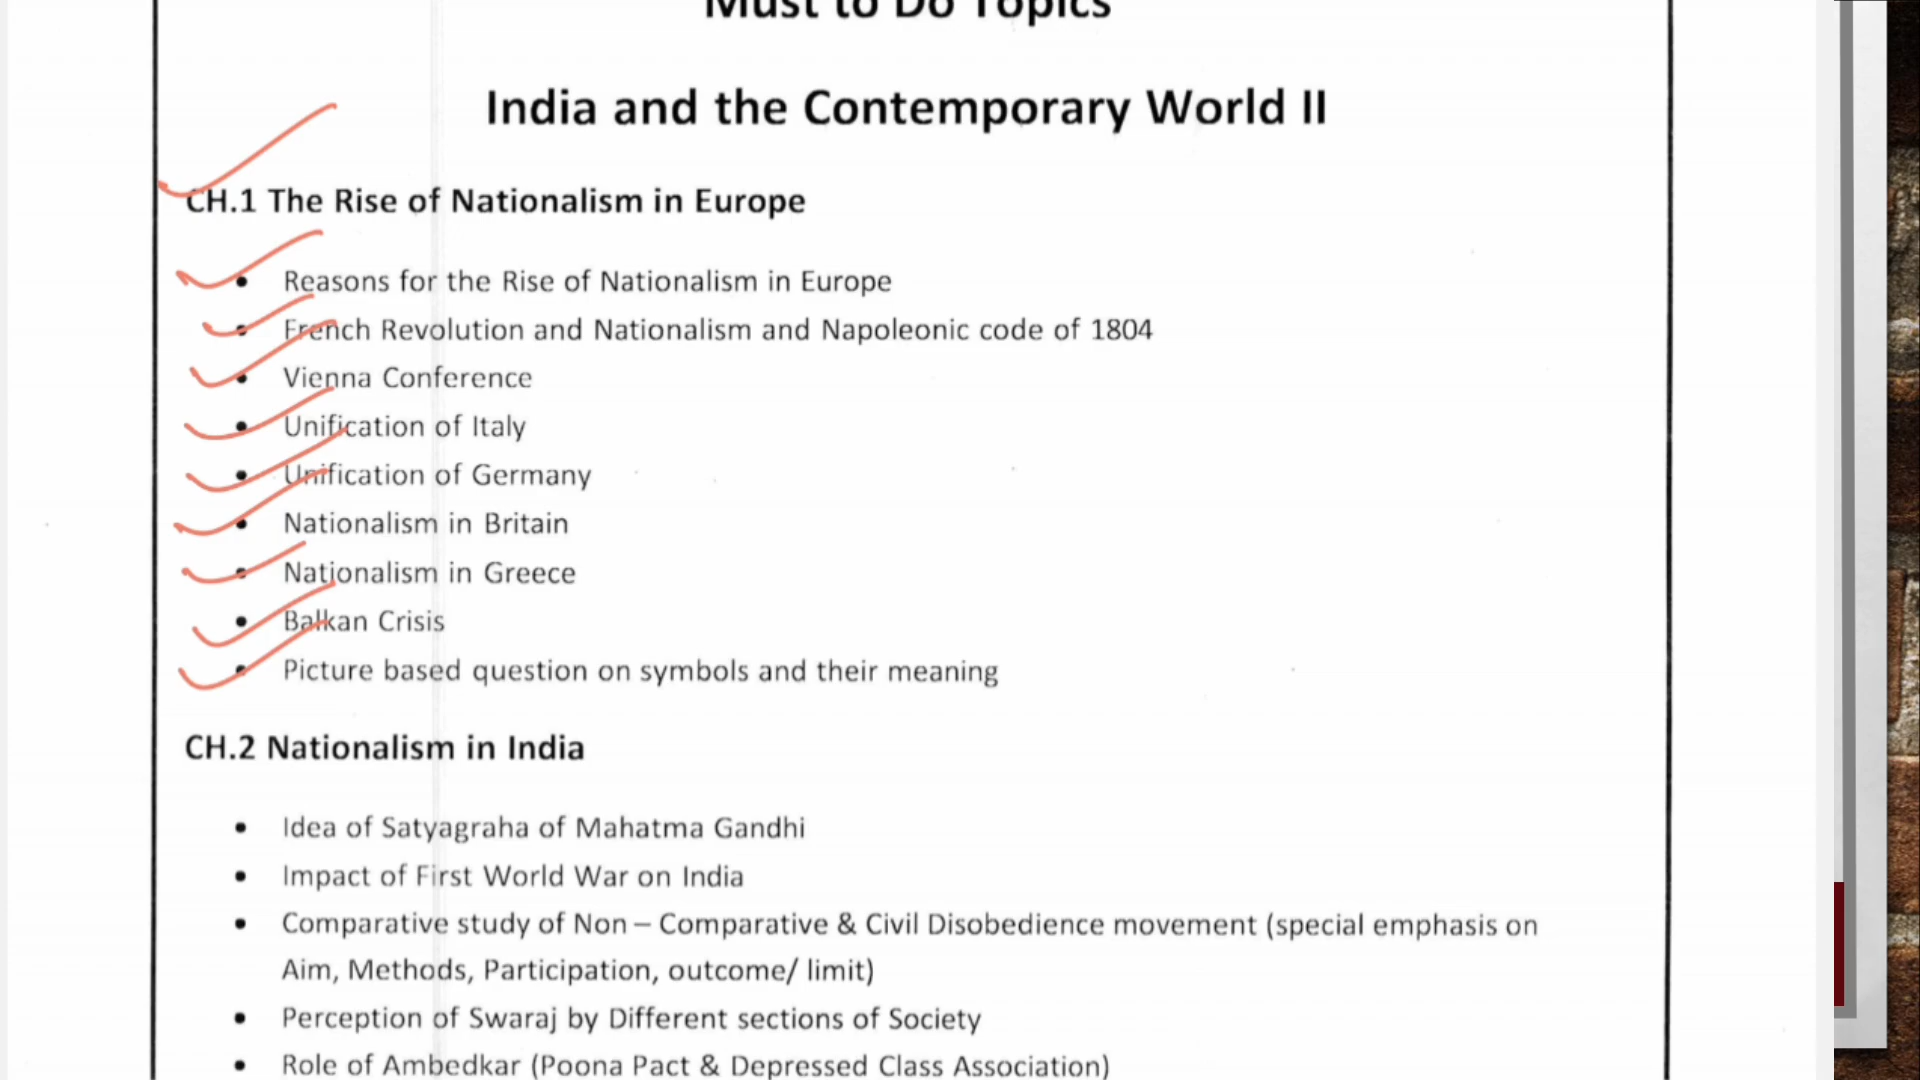 Must to Do Topics
India and the Contemporary World II
CH.1 The Rise of Nationalism in Europe
• Reasons for the Rise of Nationalism in Europe
• French Revolution and Nationalism and Napoleonic code of 1804
• Vienna Conference
• Unification of Italy
• Unification of Germany
• Nationalism in Britain
• Nationalism in Greece
• Balkan Crisis
• Picture based question on symbols and their meaning
CH.2 Nationalism in India
• Idea of Satyagraha of Mahatma Gandhi
• Impact of First World War on India
• Comparative study of Non – Comparative & Civil Disobedience movement (special emphasis on
Aim, Methods, Participation, outcome/ limit)
• Perception of Swaraj by Different sections of Society
• Role of Ambedkar (Poona Pact & Depressed Class Association)